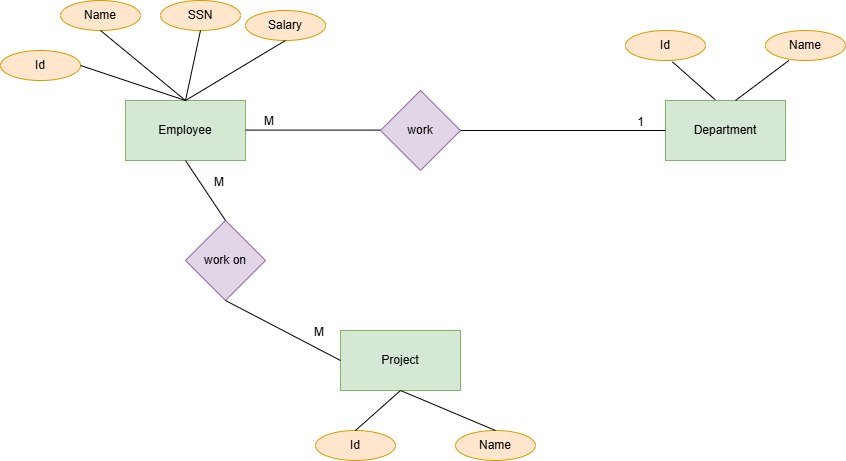 Name
SSN
Salary
Id
Id
Name
Employee
M
work
1
Department
M
work on
M
Project
Id
Name